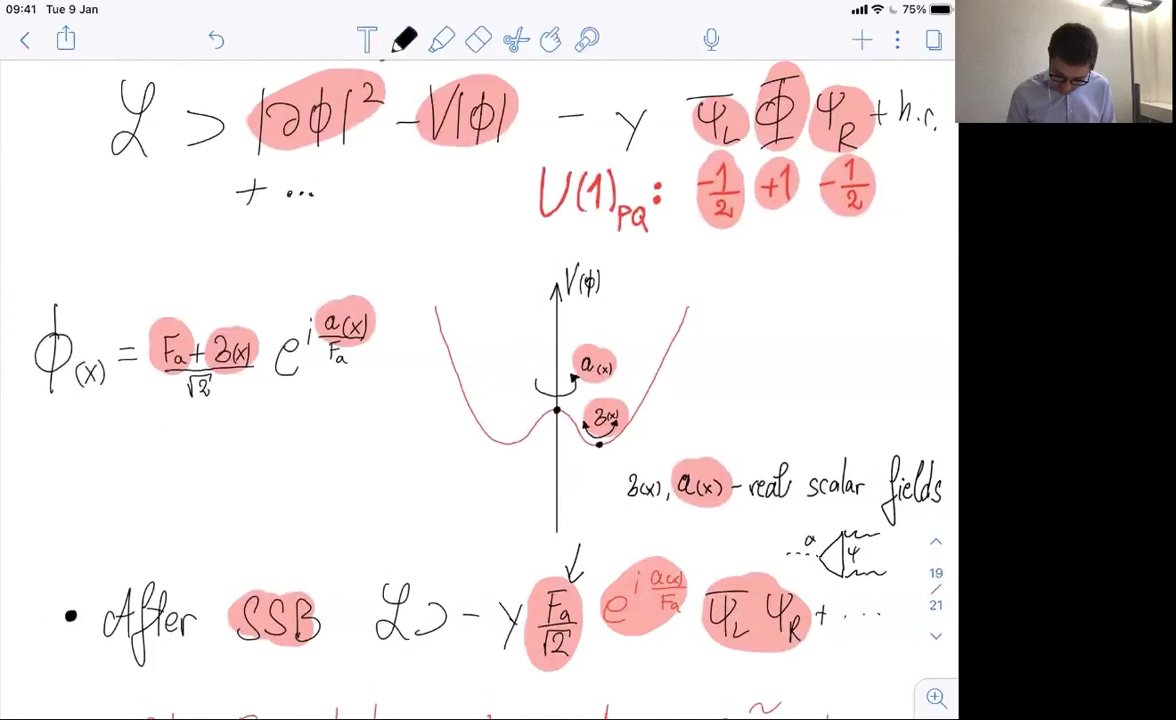 09:41 Tue 9 Jan 75%
T
ℒ ⊃ |∂ϕ|² - V(ϕ) - y Ψ̄_L Φ Ψ_R + h.c.
+ ...
U(1)_PQ : -1/2 +1 -1/2
V(ϕ)
ϕ(x) = (F_a + ζ(x))/√2 e^{i a(x)/F_a}
a(x)
ζ(x)
ζ(x), a(x) - real scalar fields
a ψ
19 / 21
• After SSB ℒ ⊃ - y F_a/√2 e^{i a(x)/F_a} Ψ̄_L Ψ_R + ...